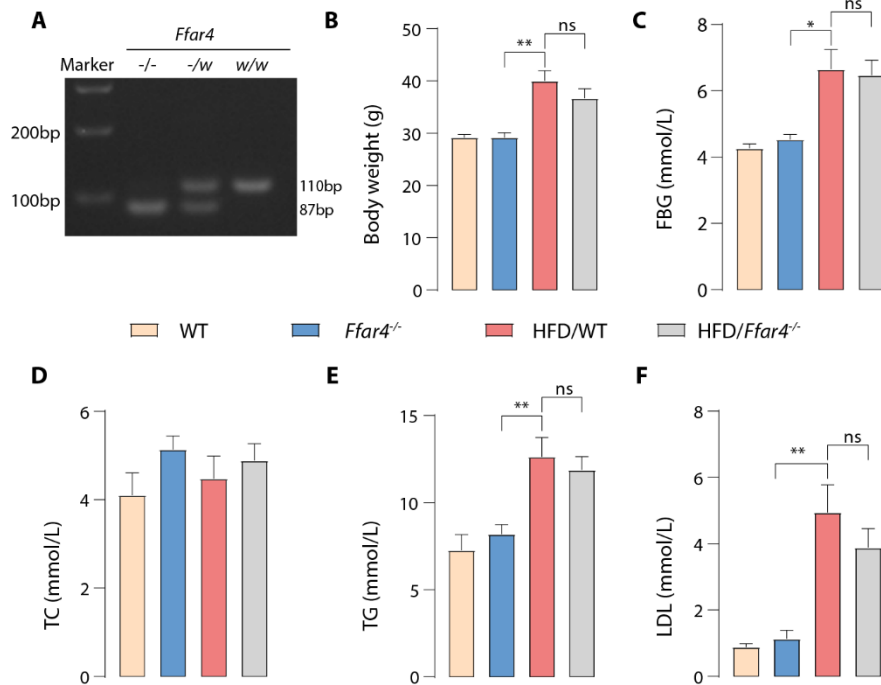 A
Ffar4
Marker -/- -/w w/w
200bp
100bp
110bp
87bp
B
Body weight (g)
50
40
30
20
10
0
**
ns
C
FBG (mmol/L)
8
6
4
2
0
*
ns
WT
Ffar4-/-
HFD/WT
HFD/Ffar4-/-
D
TC (mmol/L)
6
4
2
0
E
TG (mmol/L)
15
10
5
0
**
ns
F
LDL (mmol/L)
8
6
4
2
0
**
ns